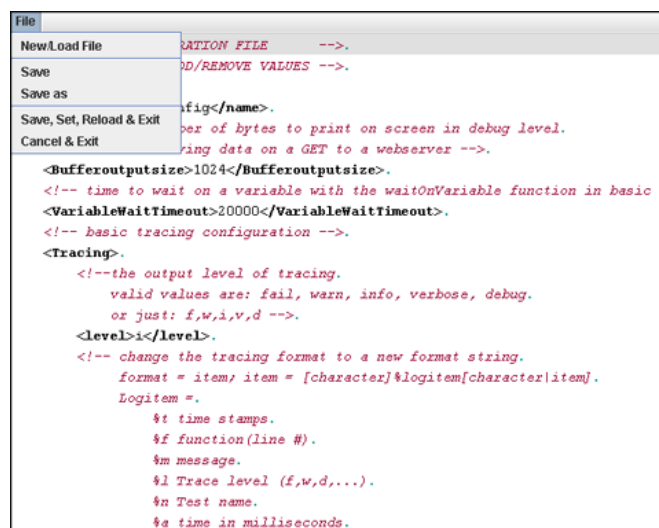 File
New/Load File
Save
Save as
Save, Set, Reload & Exit
Cancel & Exit
RATION FILE -->.
DD/REMOVE VALUES -->.
fig</name>.
ber of bytes to print on screen in debug level.
ving data on a GET to a webserver -->.
<Bufferoutputsize>1024</Bufferoutputsize>.
<!-- time to wait on a variable with the waitOnVariable function in basic
<VariableWaitTimeout>20000</VariableWaitTimeout>.
<!-- basic tracing configuration -->.
<Tracing>.
<!--the output level of tracing.
valid values are: fail, warn, info, verbose, debug.
or just: f,w,i,v,d -->.
<level>i</level>.
<!-- change the tracing format to a new format string.
format = item; item = [character]%logitem[character|item].
Logitem =.
%t time stamps.
%f function(line #).
%m message.
%l Trace level (f,w,d,...).
%n Test name.
%a time in milliseconds.